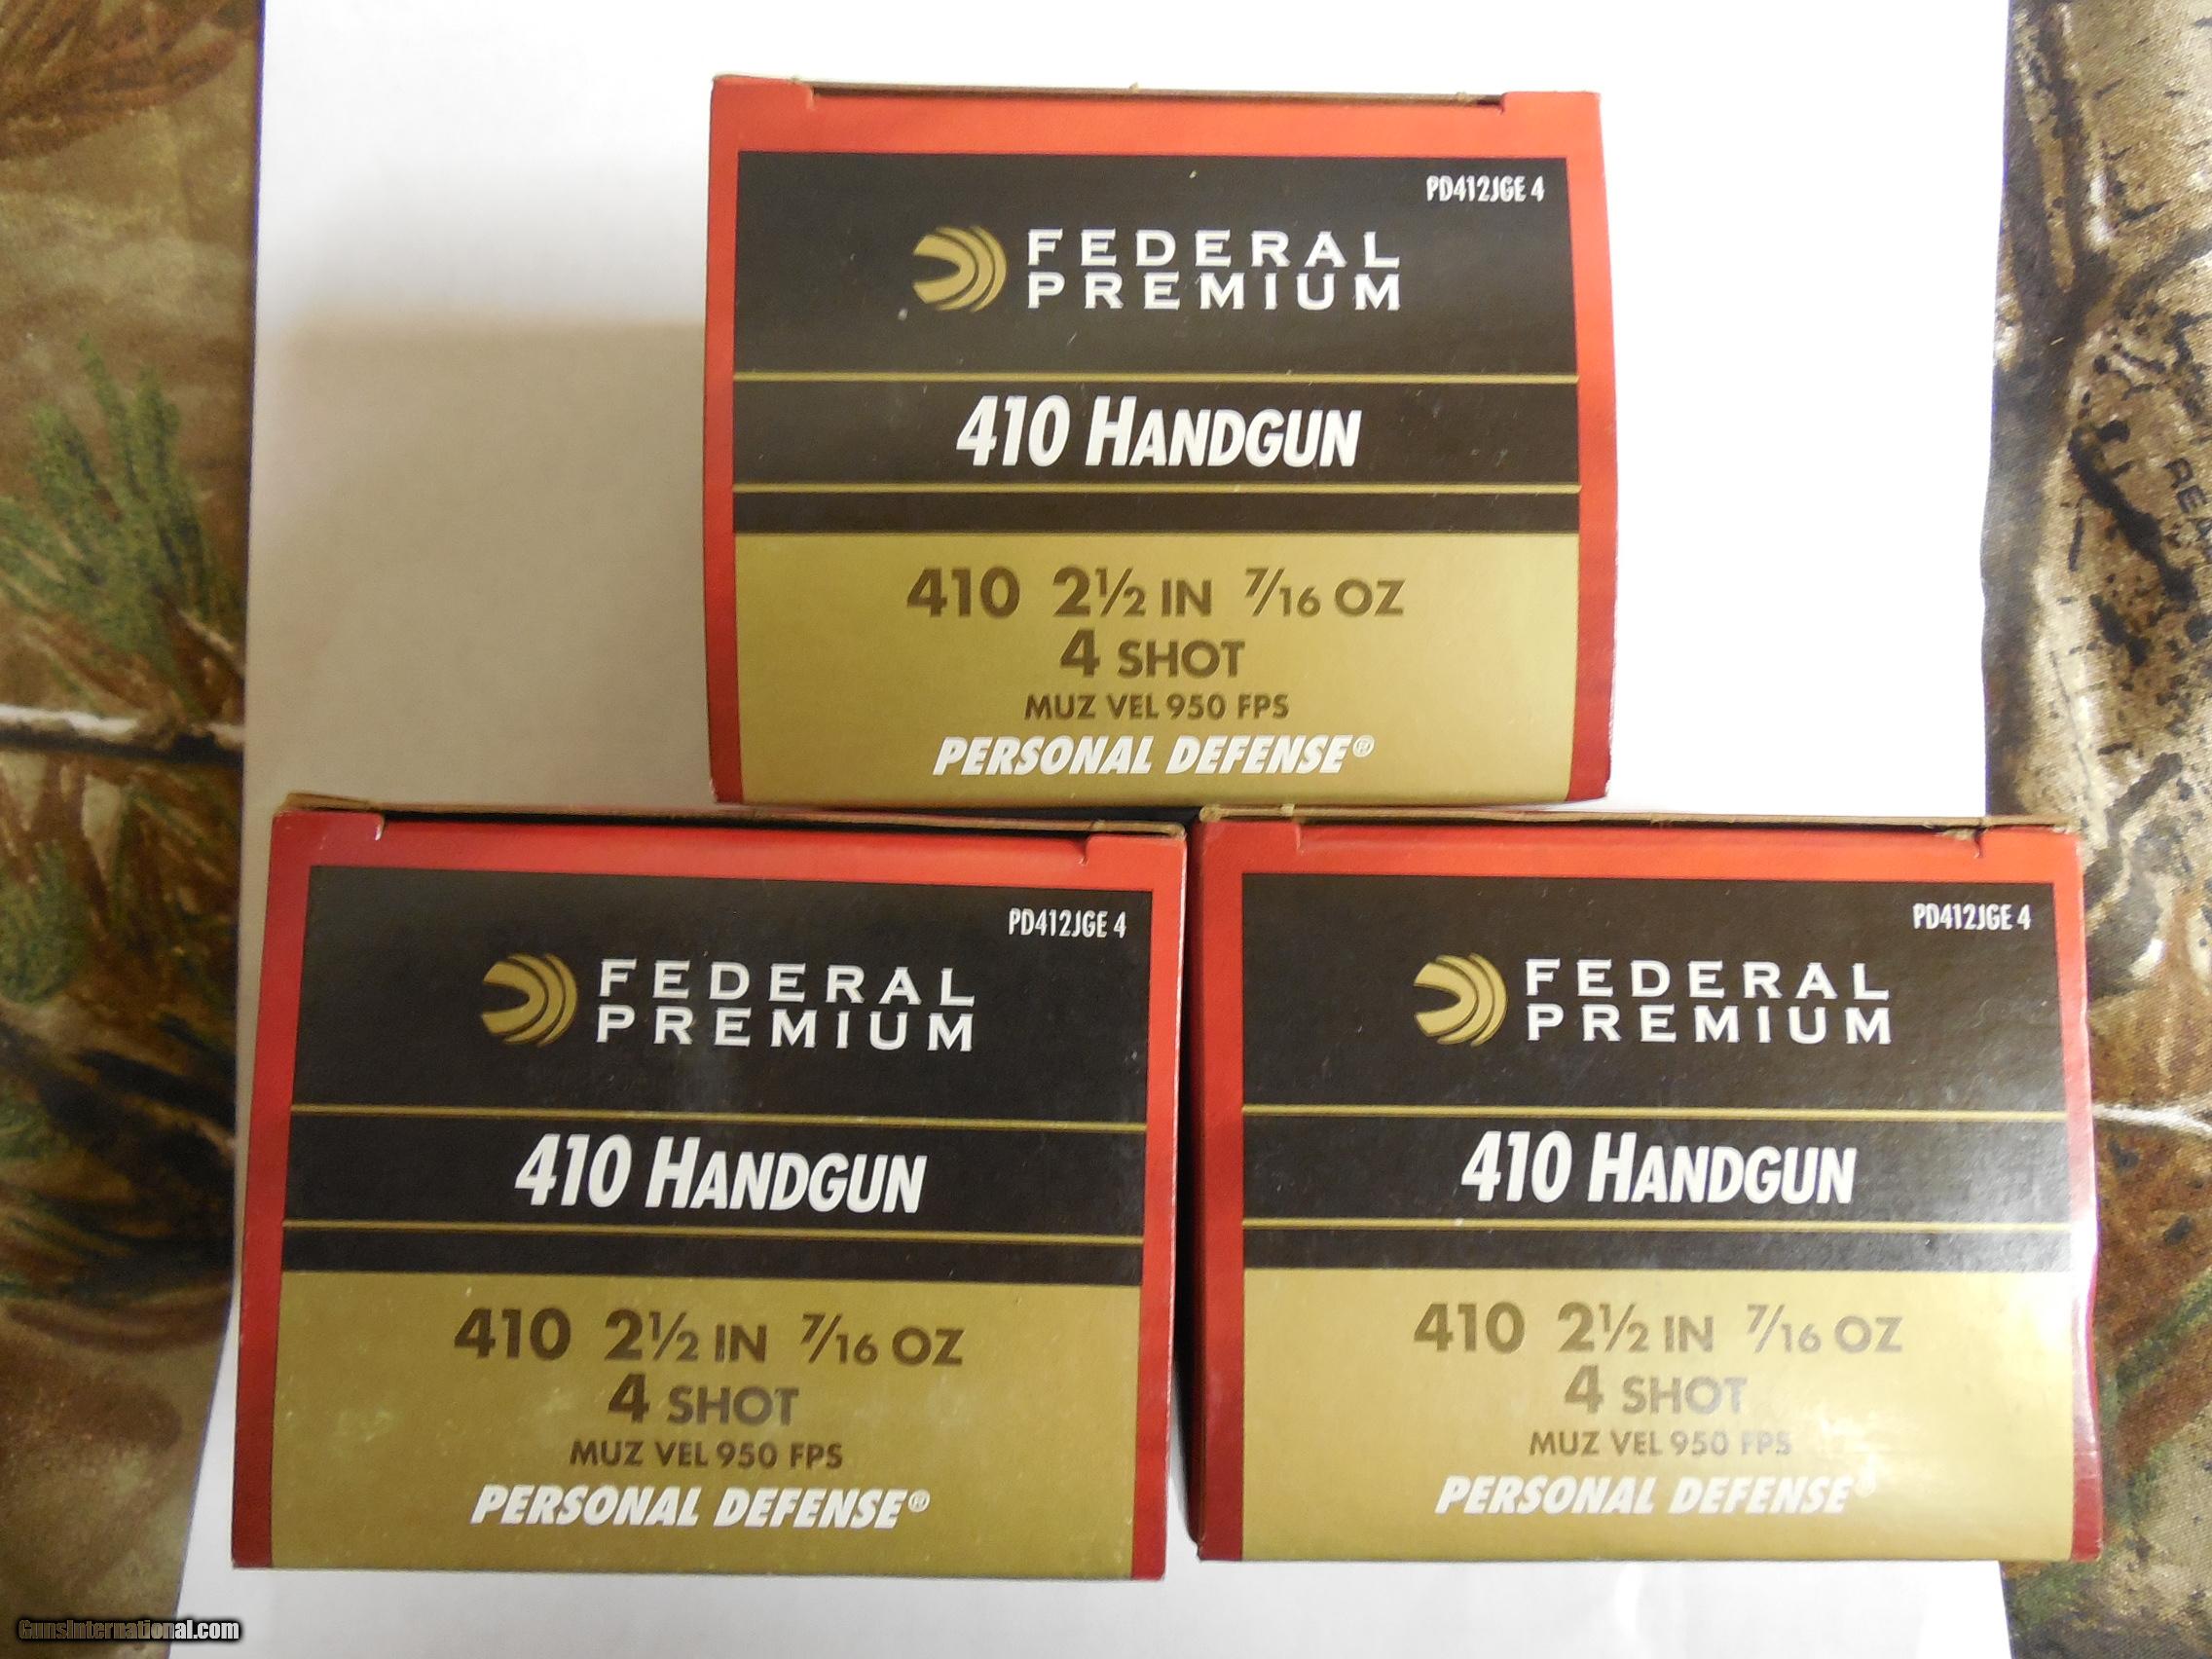 PD412JGE 4
FEDERAL
PREMIUM
410 HANDGUN
410 2½ IN 7/16 OZ
4 SHOT
MUZ VEL 950 FPS
PERSONAL DEFENSE®
PD412JGE 4
FEDERAL
PREMIUM
410 HANDGUN
410 2½ IN 7/16 OZ
4 SHOT
MUZ VEL 950 FPS
PERSONAL DEFENSE®
PD412JGE 4
FEDERAL
PREMIUM
410 HANDGUN
410 2½ IN 7/16 OZ
4 SHOT
MUZ VEL 950 FPS
PERSONAL DEFENSE®
GunsInternational.com